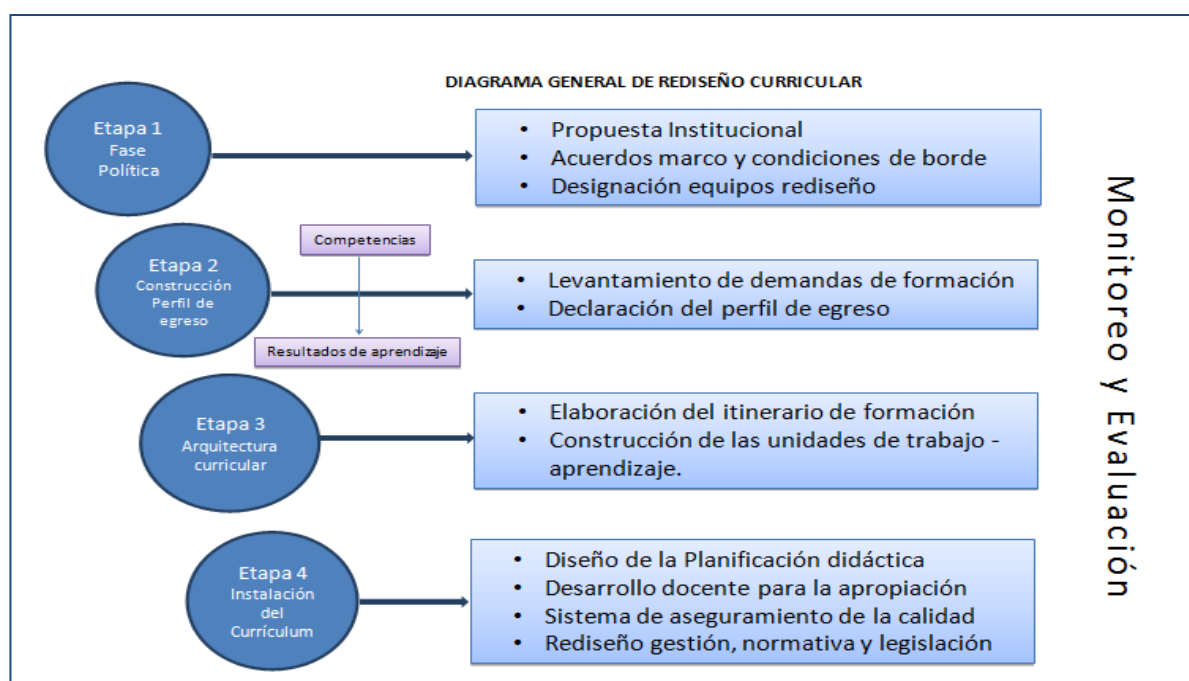 DIAGRAMA GENERAL DE REDISEÑO CURRICULAR
Etapa 1
Fase
Política
• Propuesta Institucional
• Acuerdos marco y condiciones de borde
• Designación equipos rediseño
Etapa 2
Construcción
Perfil de
egreso
Competencias
Resultados de aprendizaje
• Levantamiento de demandas de formación
• Declaración del perfil de egreso
Etapa 3
Arquitectura
curricular
• Elaboración del itinerario de formación
• Construcción de las unidades de trabajo -
aprendizaje.
Etapa 4
Instalación
del
Currículum
• Diseño de la Planificación didáctica
• Desarrollo docente para la apropiación
• Sistema de aseguramiento de la calidad
• Rediseño gestión, normativa y legislación
Monitoreo y Evaluación